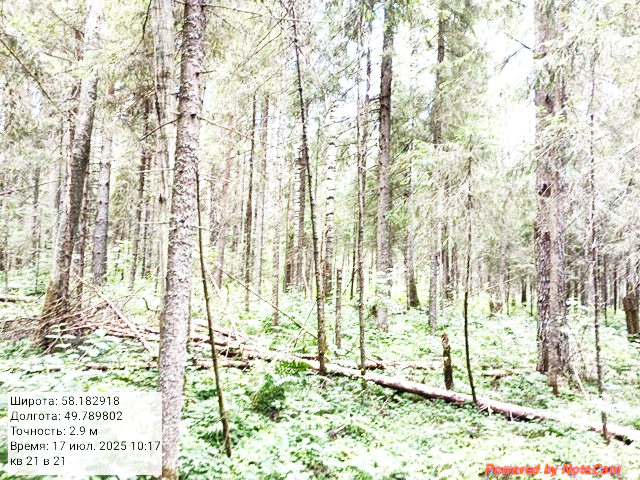 Широта: 58.182918
Долгота: 49.789802
Точность: 2.9 м
Время: 17 июл. 2025 10:17
кв 21 в 21
Powered by NoteCam